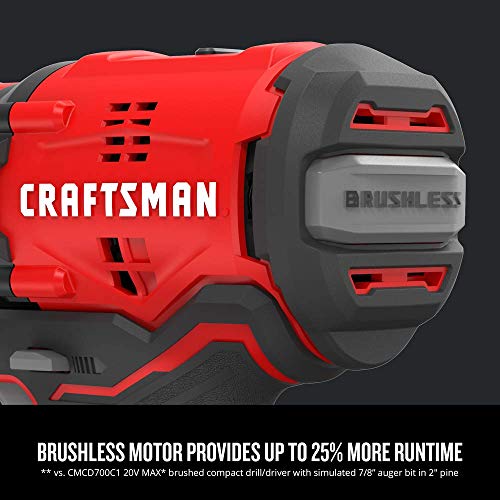 CRAFTSMAN
BRUSHLESS
BRUSHLESS MOTOR PROVIDES UP TO 25% MORE RUNTIME
** vs. CMCD700C1 20V MAX* brushed compact drill/driver with simulated 7/8" auger bit in 2" pine